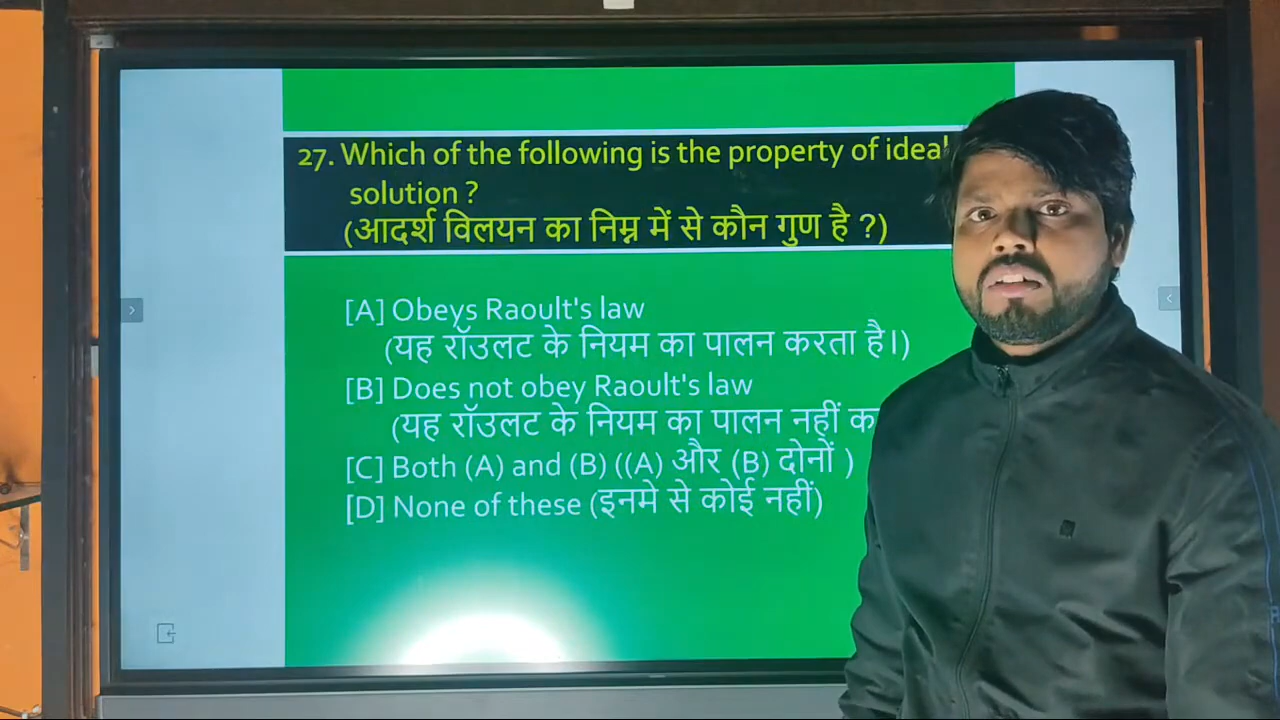 27. Which of the following is the property of ideal
solution ?
(आदर्श विलयन का निम्न में से कौन गुण है ?)
[A] Obeys Raoult's law
(यह रॉउलट के नियम का पालन करता है।)
[B] Does not obey Raoult's law
(यह रॉउलट के नियम का पालन नहीं
[C] Both (A) and (B) ((A) और (B) दोनों )
[D] None of these (इनमे से कोई नहीं)